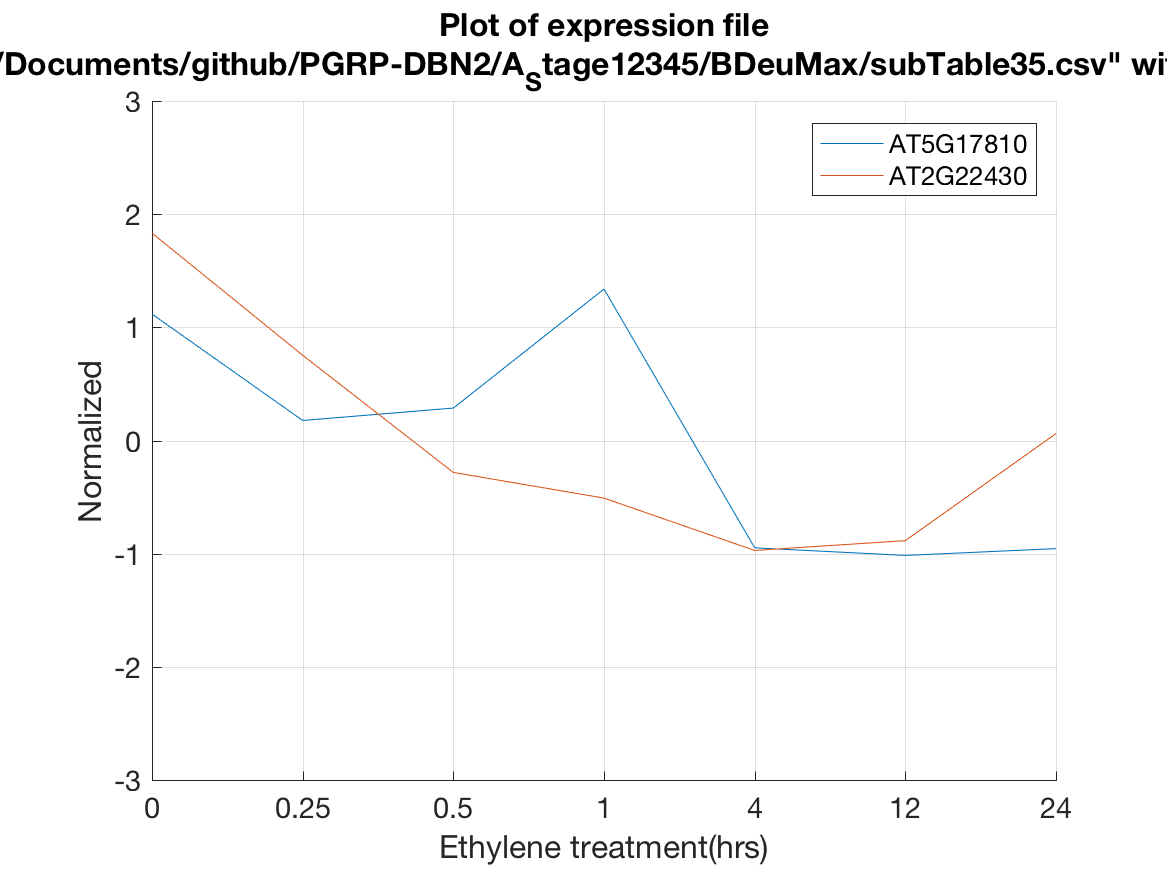 Plot of expression file
/Documents/github/PGRP-DBN2/A_Stage12345/BDeuMax/subTable35.csv" wi
3
AT5G17810
AT2G22430
2
1
0
-1
-2
-3
Normalized
0 0.25 0.5 1 4 12 24
Ethylene treatment(hrs)